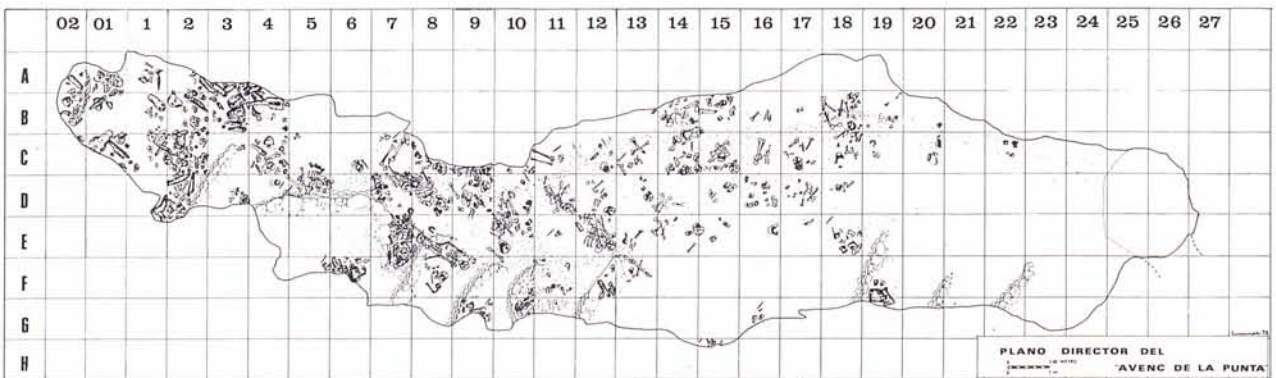 02 01 1 2 3 4 5 6 7 8 9 10 11 12 13 14 15 16 17 18 19 20 21 22 23 24 25 26 27
A
B
C
D
E
F
G
H
PLANO DIRECTOR DEL
"AVENC DE LA PUNTA"